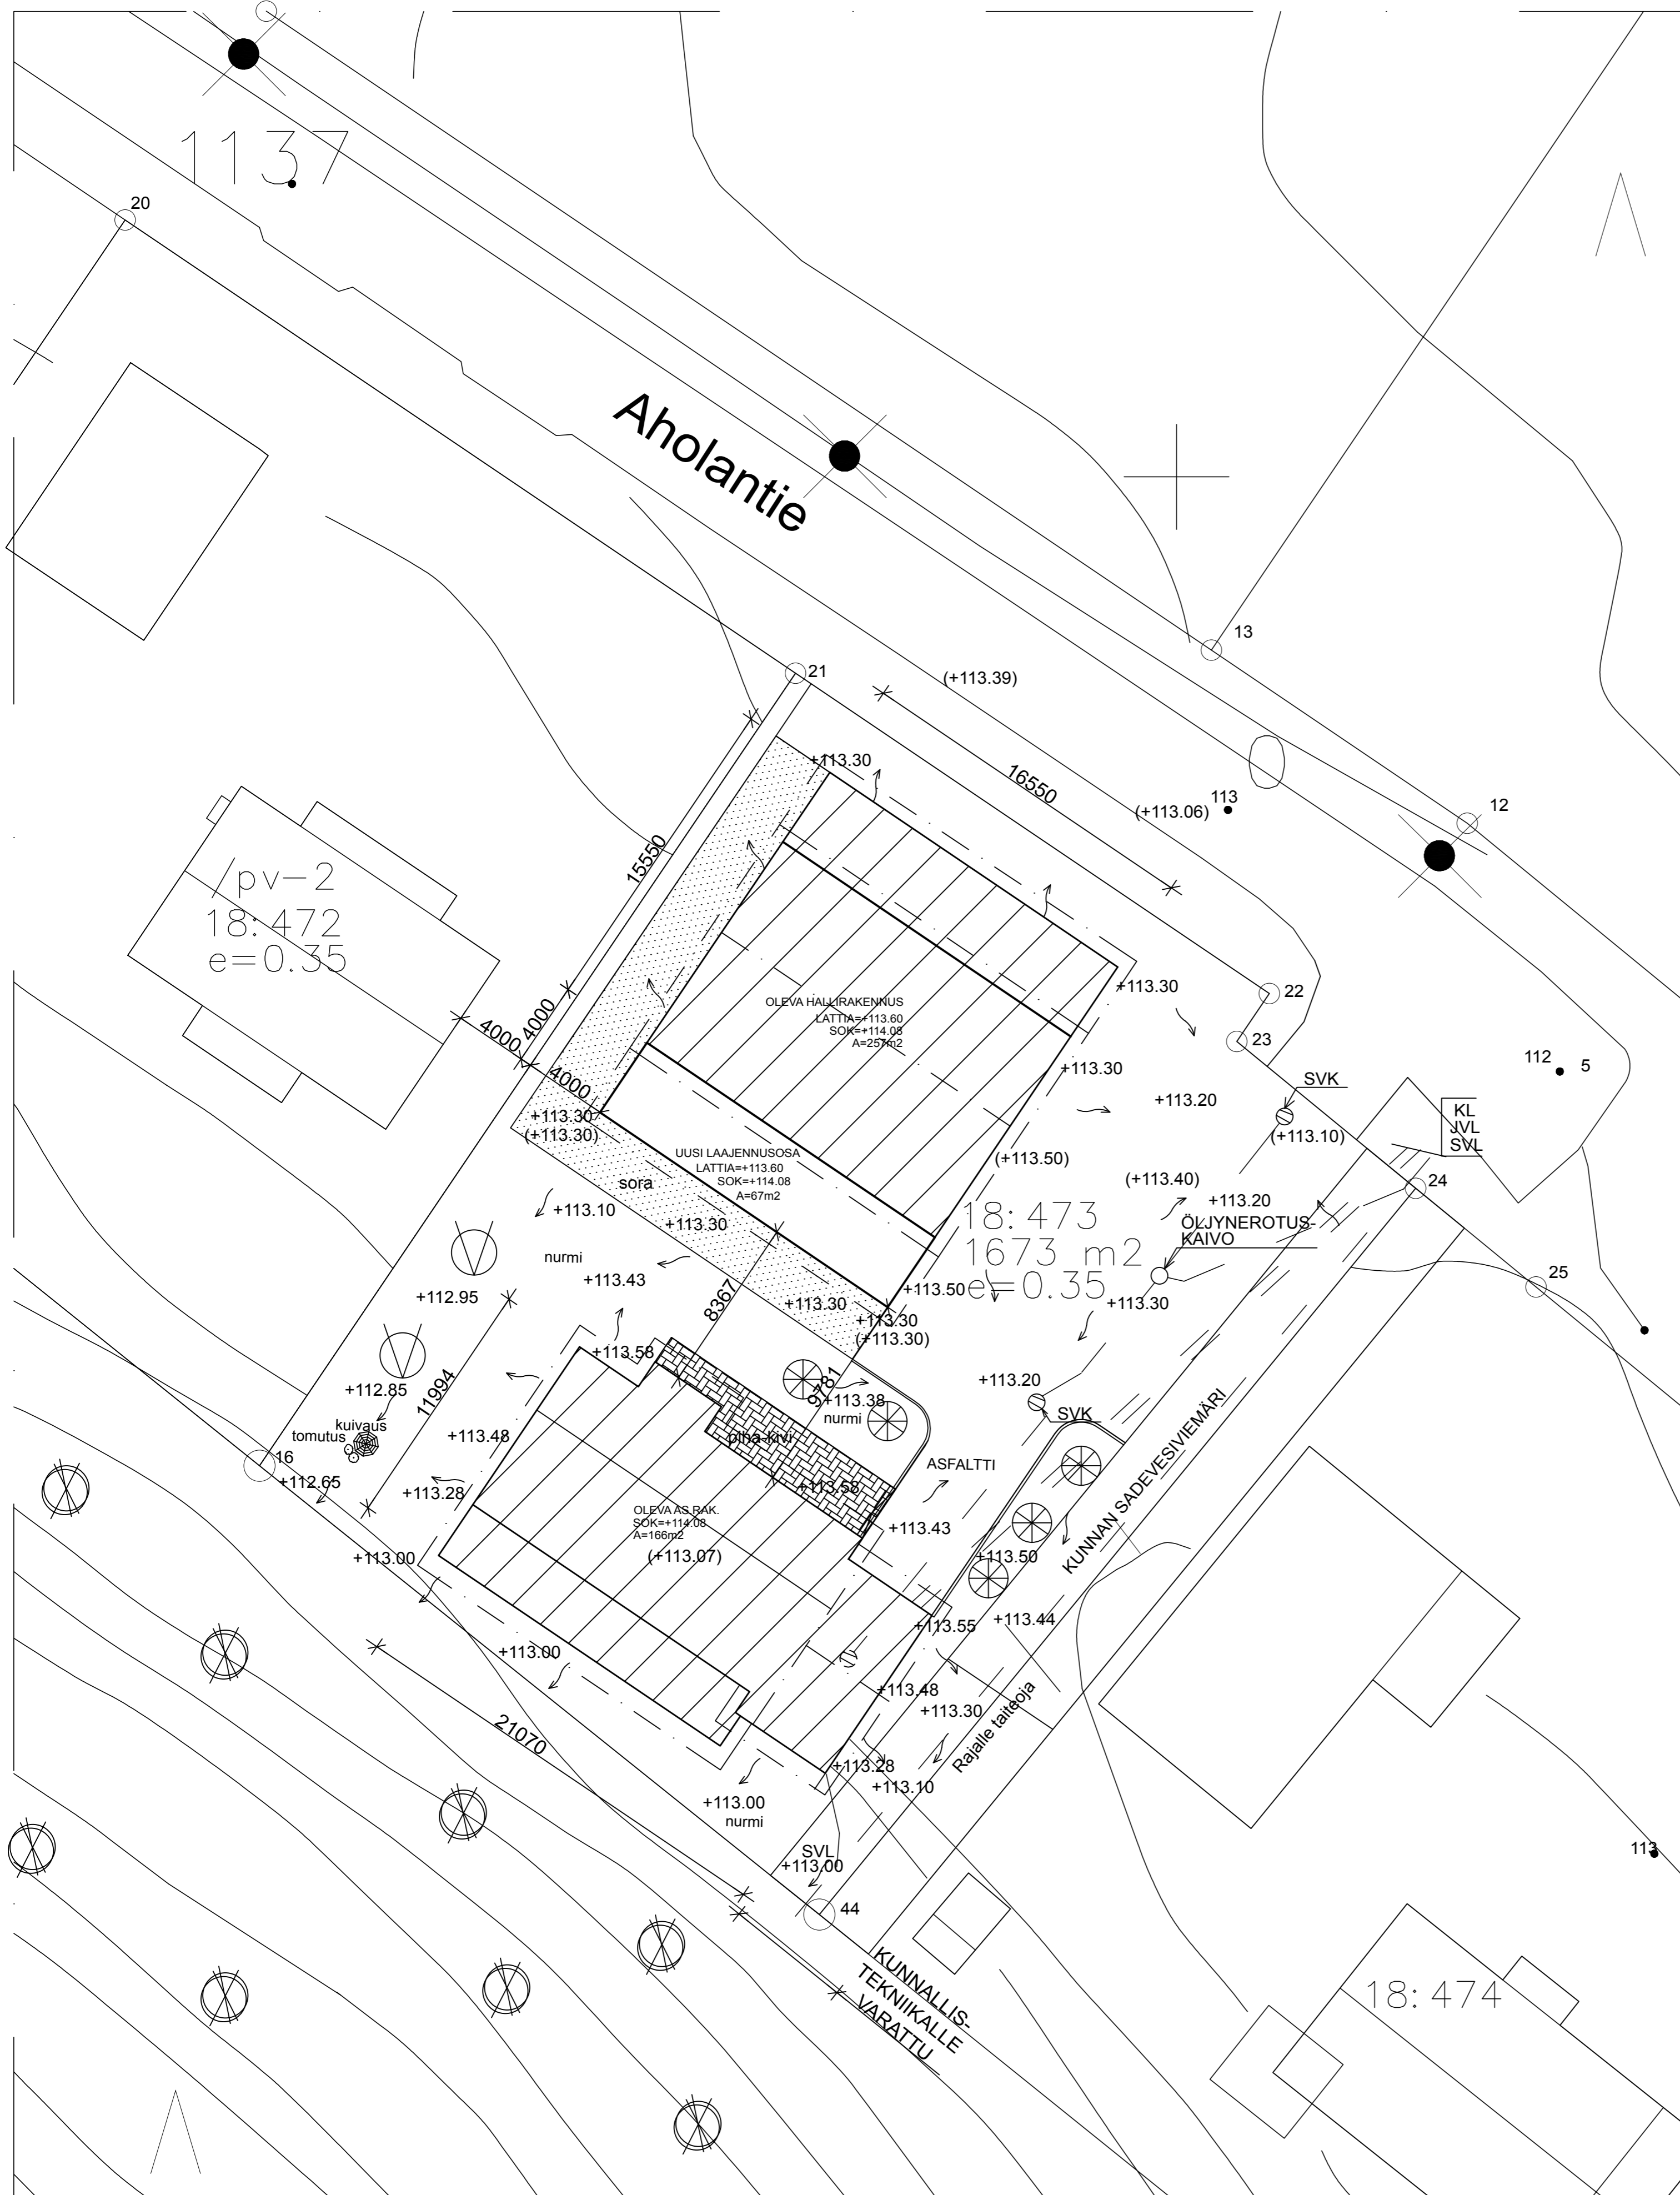 1137
20
Aholantie
13
21
(+113.39)
16550
+113.30
113
(+113.06)
12
15550
/pv-2
18:472
e=0.35
4000
4000
4000
OLEVA HALLIRAKENNUS
LATTIA=+113.60
SOK=+114.08
A=257m2
+113.30
22
23
+113.30
112
5
SVK
+113.20
(+113.10)
KL
JVL
SVL
+113.30
(+113.30)
UUSI LAAJENNUSOSA
LATTIA=+113.60
SOK=+114.08
A=67m2
(+113.50)
(+113.40)
24
sora
+113.20
+113.10
+113.30
18:473
1673 m2
e=0.35
ÖLJYNEROTUS-
KAIVO
nurmi
+113.43
25
+112.95
8367
+113.30
+113.50
+113.30
+113.30
(+113.30)
+113.58
+112.85
11994
9781
+113.38
nurmi
+113.20
SVK
kuivaus
tomutus
+113.48
piha-kivi
16
+112.65
+113.28
+113.58
ASFALTTI
KUNNAN SADEVESIVIEMÄRI
OLEVA AS.RAK.
SOK=+114.08
A=166m2
(+113.07)
+113.43
+113.00
+113.50
+113.55
+113.44
+113.00
+113.48
+113.30
Rajalle taiteoja
21070
+113.28
+113.10
+113.00
nurmi
SVL
+113.00
113
44
KUNNALLIS-
TEKNIIKALLE
VARATTU
18:474